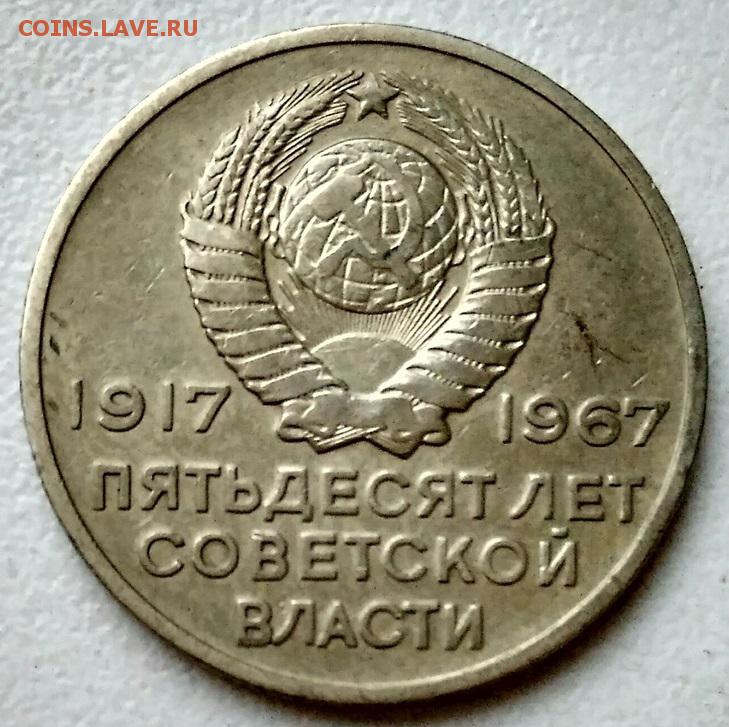 COINS.LAVE.RU
1917 1967
ПЯТЬДЕСЯТ ЛЕТ
СОВЕТСКОЙ
ВЛАСТИ